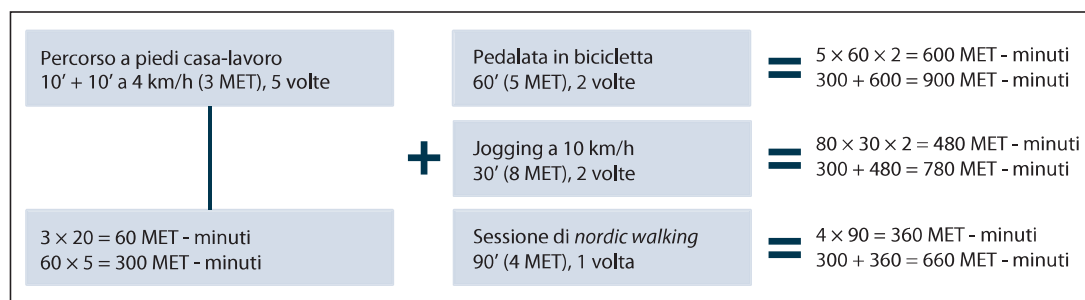 Percorso a piedi casa-lavoro
10’ + 10’ a 4 km/h (3 MET), 5 volte
3 × 20 = 60 MET - minuti
60 × 5 = 300 MET - minuti
+
Pedalata in bicicletta
60’ (5 MET), 2 volte
=
5 × 60 × 2 = 600 MET - minuti
300 + 600 = 900 MET - minuti
Jogging a 10 km/h
30’ (8 MET), 2 volte
=
80 × 30 × 2 = 480 MET - minuti
300 + 480 = 780 MET - minuti
Sessione di nordic walking
90’ (4 MET), 1 volta
=
4 × 90 = 360 MET - minuti
300 + 360 = 660 MET - minuti